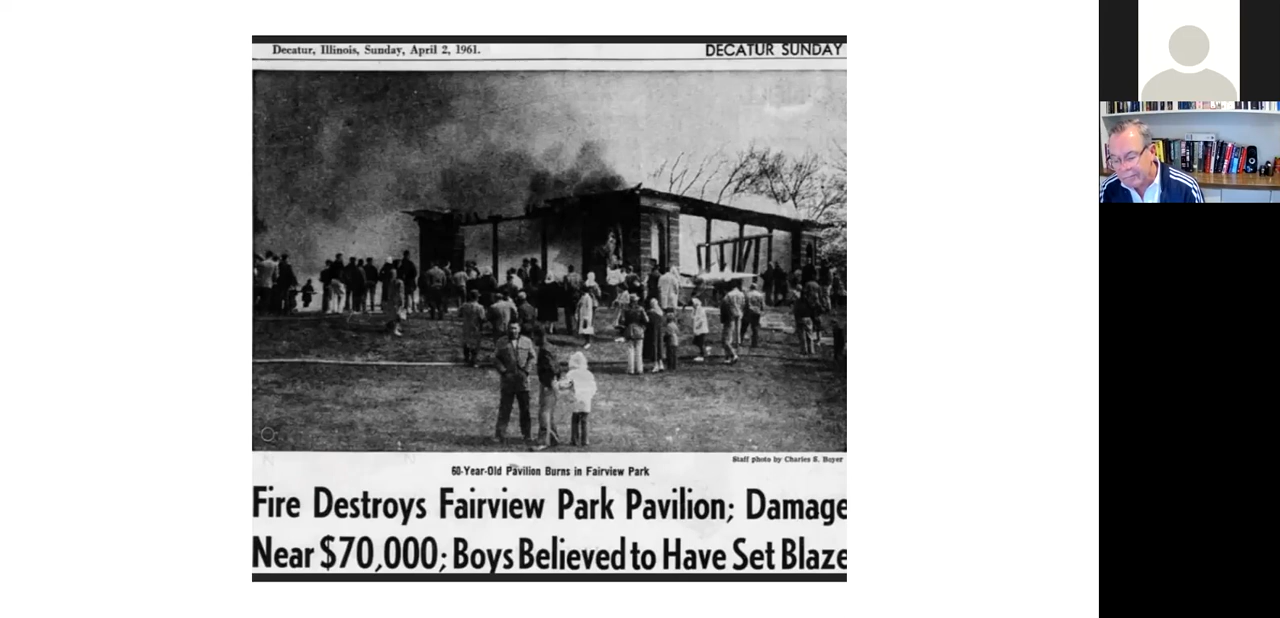 Decatur, Illinois, Sunday, April 2, 1961.
DECATUR SUNDAY
Staff photo by Charles S. Boyer
60-Year-Old Pavilion Burns in Fairview Park
Fire Destroys Fairview Park Pavilion; Damage
Near $70,000; Boys Believed to Have Set Blaze